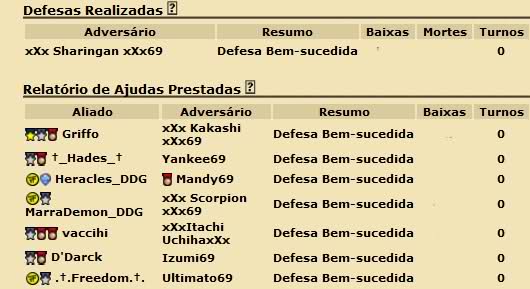 Defesas Realizadas
Adversário Resumo Baixas Mortes Turnos
xXx Sharingan xXx69 Defesa Bem-sucedida 0
Relatório de Ajudas Prestadas
Aliado Adversário Resumo Baixas Turnos
Griffo xXx Kakashi xXx69 Defesa Bem-sucedida 0
†_Hades_† Yankee69 Defesa Bem-sucedida 0
Heracles_DDG Mandy69 Defesa Bem-sucedida 0
MarraDemon_DDG xXx Scorpion xXx69 Defesa Bem-sucedida 0
vaccihi xXxItachi UchihaxXx Defesa Bem-sucedida 0
D'Darck Izumi69 Defesa Bem-sucedida 0
.†.Freedom.†. Ultimato69 Defesa Bem-sucedida 0